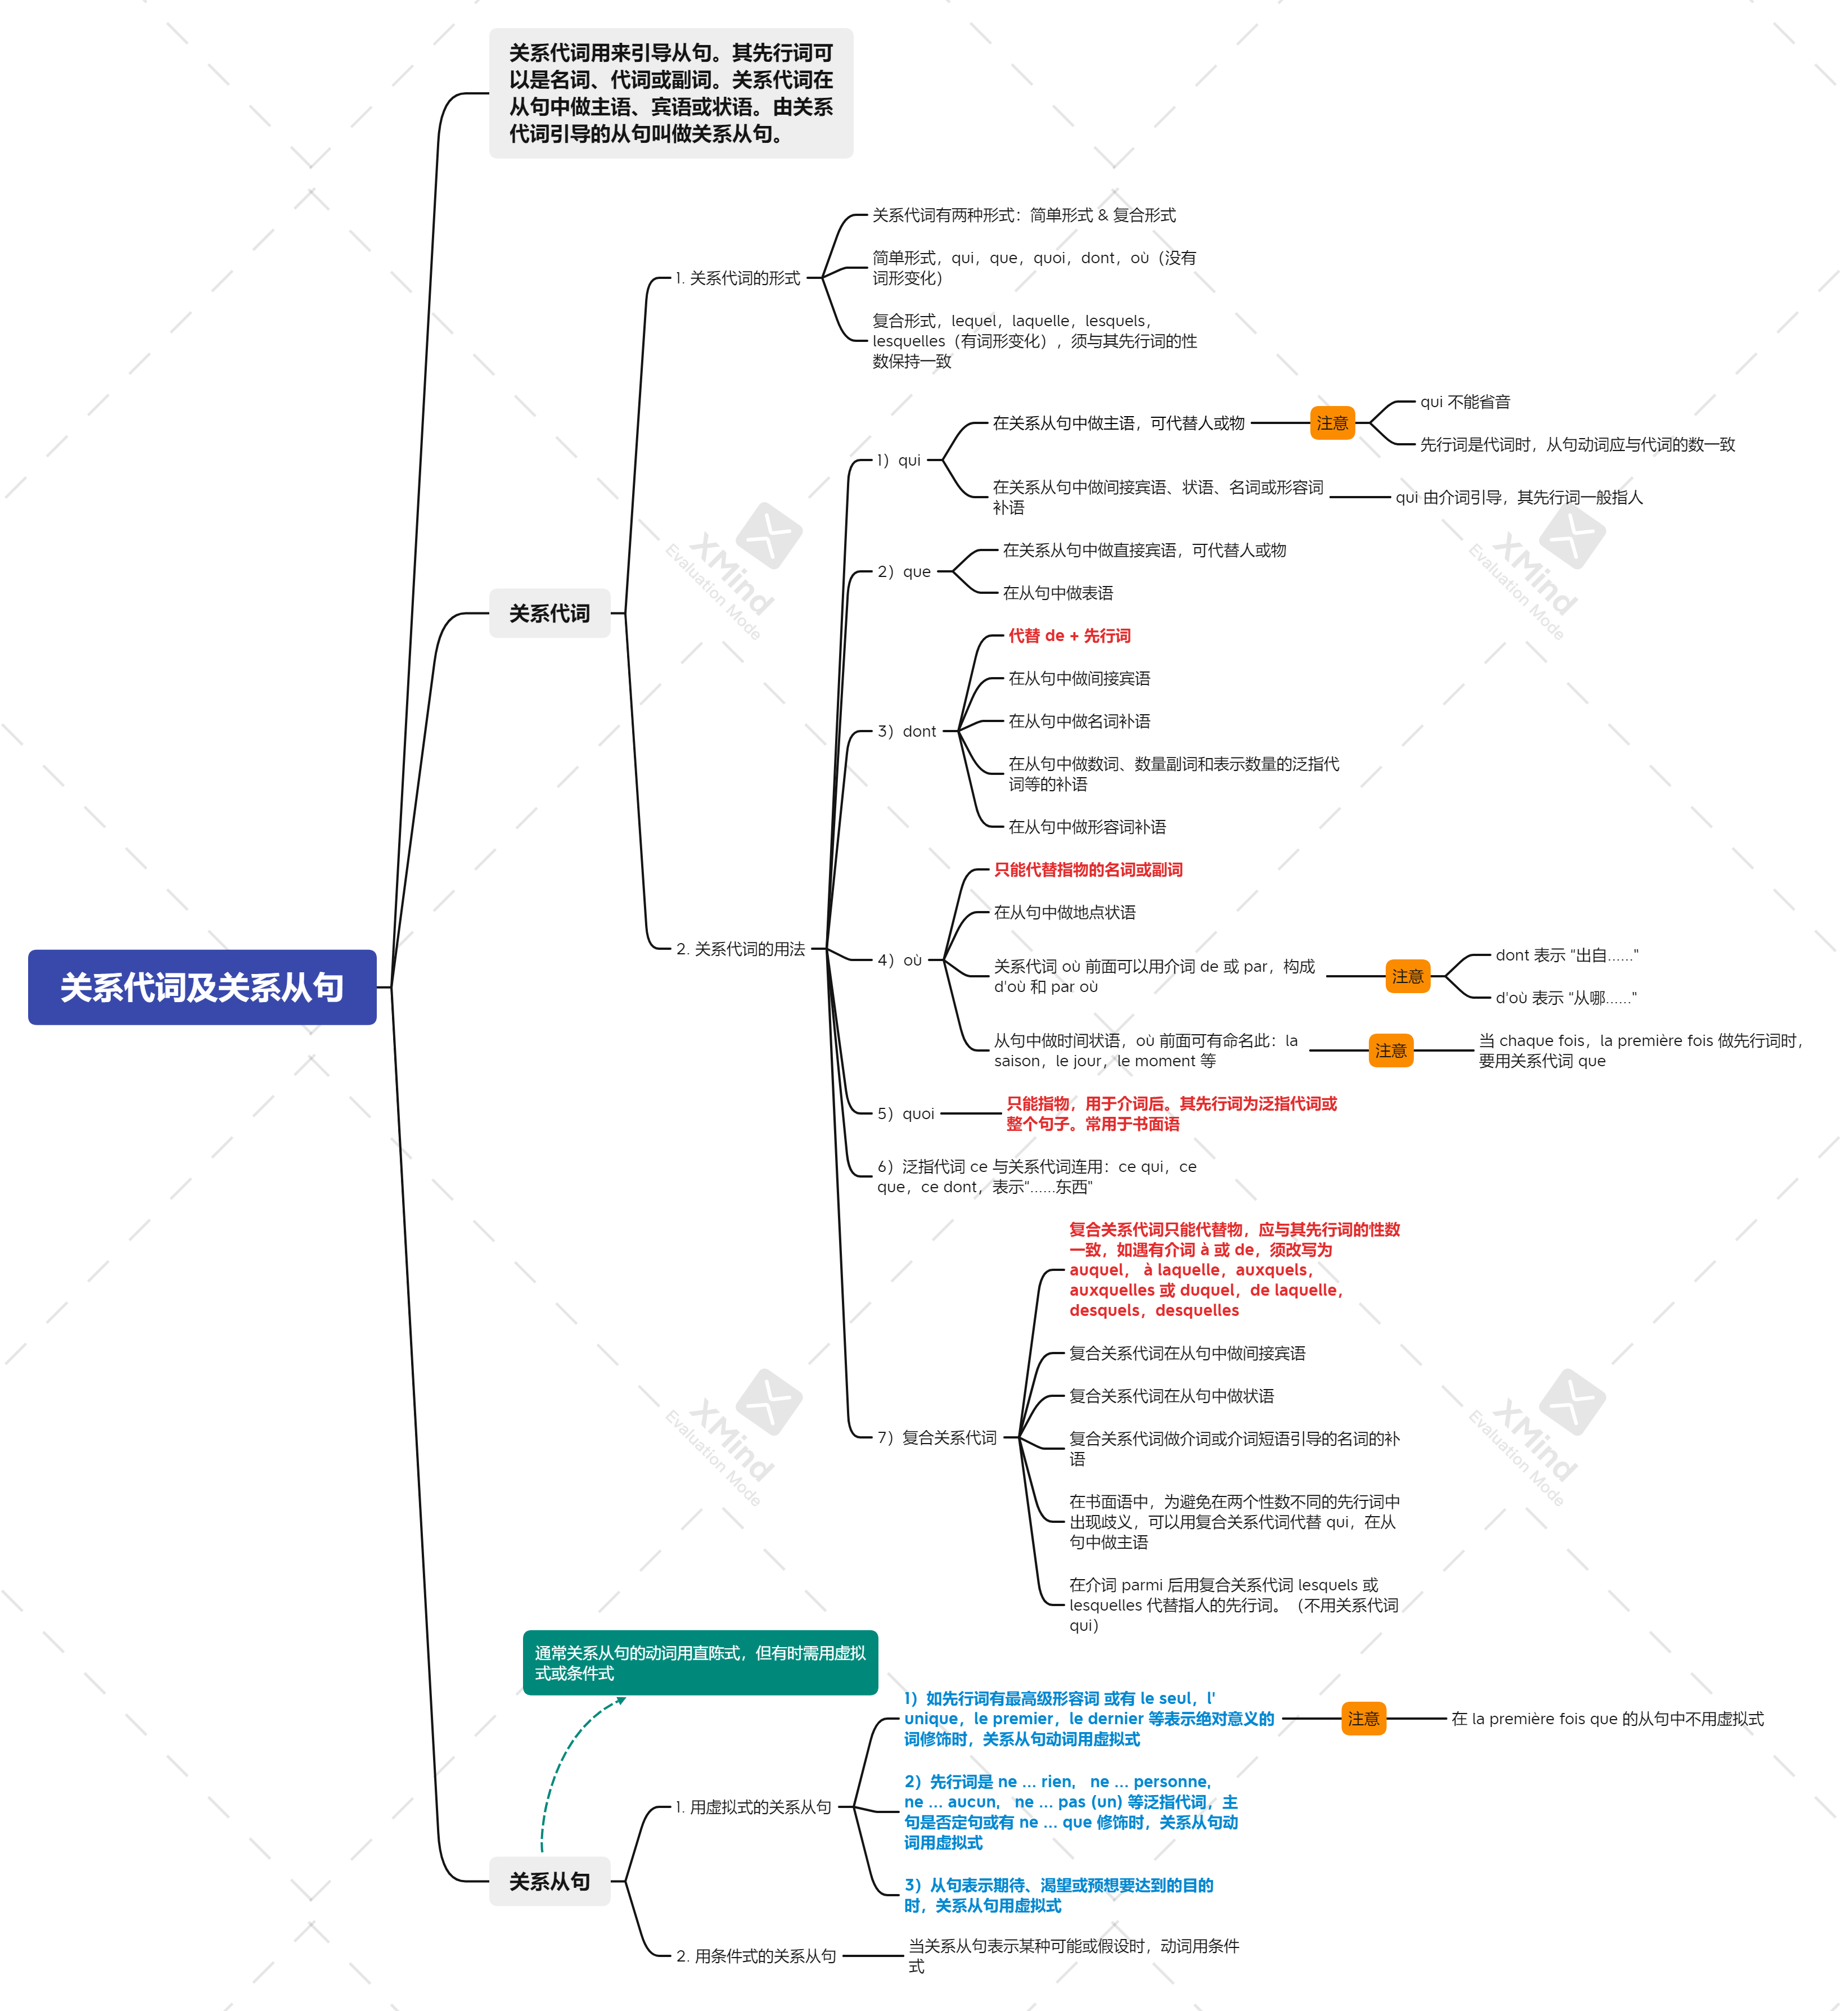 关系代词用来引导从句。其先行词可
以是名词、代词或副词。关系代词在
从句中做主语、宾语或状语。由关系
代词引导的从句叫做关系从句。
关系代词有两种形式：简单形式 & 复合形式
简单形式，qui，que，quoi，dont，où（没有
词形变化）
1. 关系代词的形式
复合形式，lequel，laquelle，lesquels，
lesquelles（有词形变化），须与其先行词的性
数保持一致
qui 不能省音
在关系从句中做主语，可代替人或物
注意
先行词是代词时，从句动词应与代词的数一致
1）qui
在关系从句中做间接宾语、状语、名词或形容词
补语
qui 由介词引导，其先行词一般指人
在关系从句中做直接宾语，可代替人或物
2）que
在从句中做表语
关系代词
代替 de + 先行词
在从句中做间接宾语
在从句中做名词补语
3）dont
在从句中做数词、数量副词和表示数量的泛指代
词等的补语
在从句中做形容词补语
只能代替指物的名词或副词
在从句中做地点状语
2. 关系代词的用法
4）où
关系代词 où 前面可以用介词 de 或 par，构成
d'où 和 par où
注意
dont 表示 "出自……"
d'où 表示 "从哪……"
从句中做时间状语，où 前面可有命名此：la
saison，le jour，le moment 等
注意
当 chaque fois，la première fois 做先行词时，
要用关系代词 que
关系代词及关系从句
5）quoi
只能指物，用于介词后。其先行词为泛指代词或
整个句子。常用于书面语
6）泛指代词 ce 与关系代词连用：ce qui，ce
que，ce dont，表示“……东西"
复合关系代词只能代替物，应与其先行词的性数
一致，如遇有介词 à 或 de，须改写为
auquel， à laquelle，auxquels，
auxquelles 或 duquel，de laquelle，
desquels，desquelles
复合关系代词在从句中做间接宾语
复合关系代词在从句中做状语
7）复合关系代词
复合关系代词做介词或介词短语引导的名词的补
语
在书面语中，为避免在两个性数不同的先行词中
出现歧义，可以用复合关系代词代替 qui，在从
句中做主语
在介词 parmi 后用复合关系代词 lesquels 或
lesquelles 代替指人的先行词。（不用关系代词
qui）
通常关系从句的动词用直陈式，但有时需用虚拟
式或条件式
1）如先行词有最高级形容词 或有 le seul，l'
unique，le premier，le dernier 等表示绝对意义的
词修饰时，关系从句动词用虚拟式
注意
在 la première fois que 的从句中不用虚拟式
1. 用虚拟式的关系从句
2）先行词是 ne ... rien， ne ... personne，
ne ... aucun， ne ... pas (un) 等泛指代词，主
句是否定句或有 ne ... que 修饰时，关系从句动
词用虚拟式
关系从句
3）从句表示期待、渴望或预想要达到的目的
时，关系从句用虚拟式
2. 用条件式的关系从句
当关系从句表示某种可能或假设时，动词用条件
式
XMind
Evaluation Mode
XMind
Evaluation Mode
XMind
Evaluation Mode
XMind
Evaluation Mode